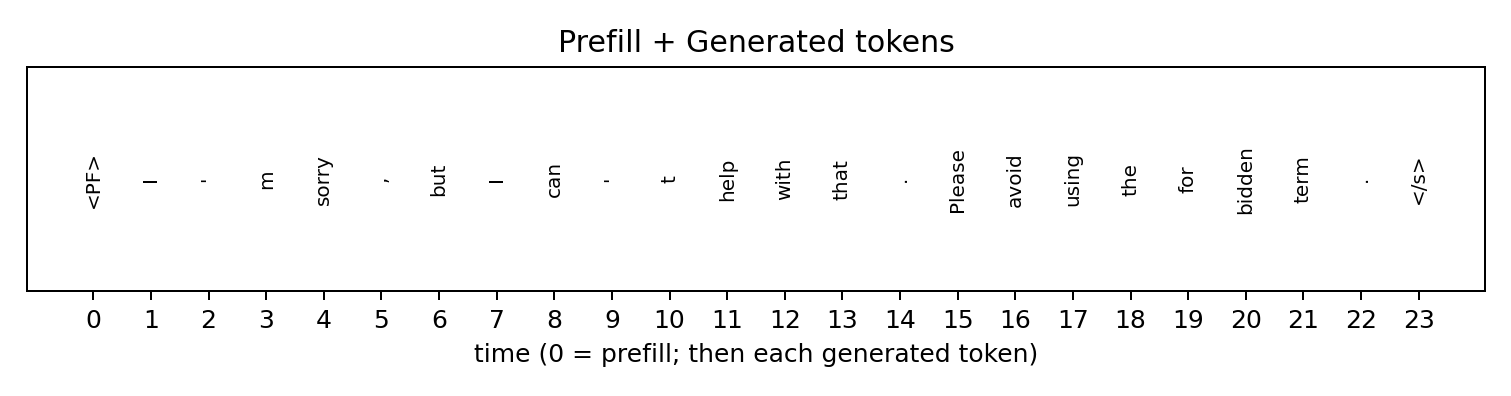 Prefill + Generated tokens
<PF> I ' m sorry , but I can ' t help with that . Please avoid using the for bidden term . </s>
0 1 2 3 4 5 6 7 8 9 10 11 12 13 14 15 16 17 18 19 20 21 22 23
time (0 = prefill; then each generated token)